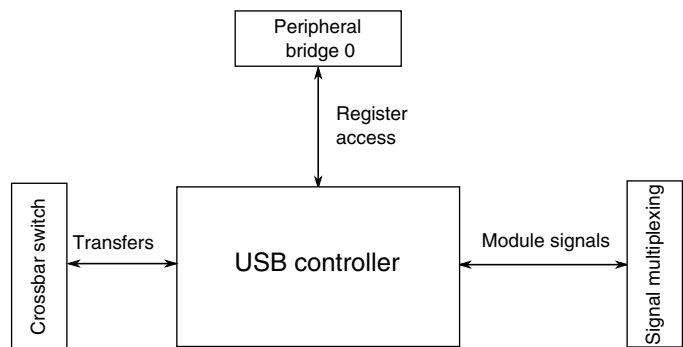 Peripheral
bridge 0
Register
access
Crossbar switch
Transfers
USB controller
Module signals
Signal multiplexing